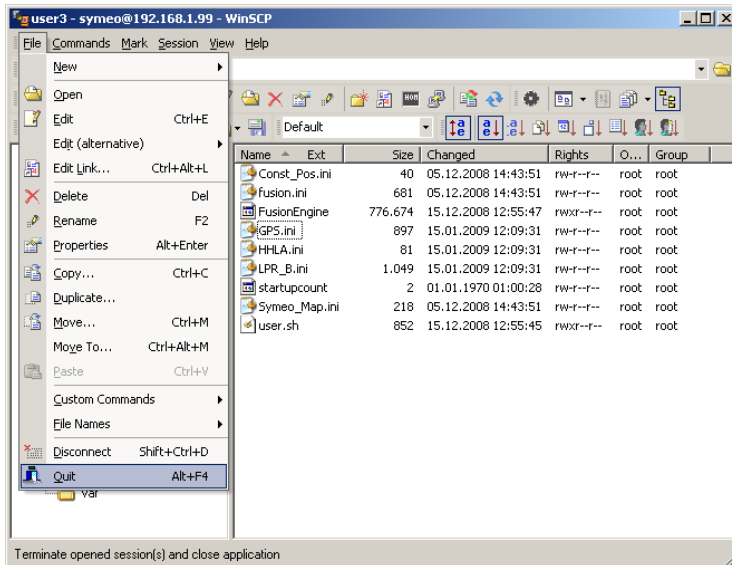 user3 - symeo@192.168.1.99 - WinSCP
File Commands Mark Session View Help
New
Open
Edit Ctrl+E
Edit (alternative)
Edit Link... Ctrl+Alt+L
Delete Del
Rename F2
Properties Alt+Enter
Copy... Ctrl+C
Duplicate...
Move... Ctrl+M
Move To... Ctrl+Alt+M
Paste Ctrl+V
Custom Commands
File Names
Disconnect Shift+Ctrl+D
Quit Alt+F4
var
Default
Name Ext Size Changed Rights O... Group
Const_Pos.ini 40 05.12.2008 14:43:51 rw-r--r-- root root
fusion.ini 681 05.12.2008 14:43:51 rw-r--r-- root root
FusionEngine 776.674 15.12.2008 12:55:47 rwxr--r-- root root
GPS.ini 897 15.01.2009 12:09:31 rw-r--r-- root root
HHLA.ini 81 15.01.2009 12:09:31 rw-r--r-- root root
LPR_B.ini 1.049 15.01.2009 12:09:31 rw-r--r-- root root
startupcount 2 01.01.1970 01:00:28 rw-r--r-- root root
Symeo_Map.ini 218 05.12.2008 14:43:51 rw-r--r-- root root
user.sh 852 15.12.2008 12:55:45 rwxr--r-- root root
Terminate opened session(s) and close application